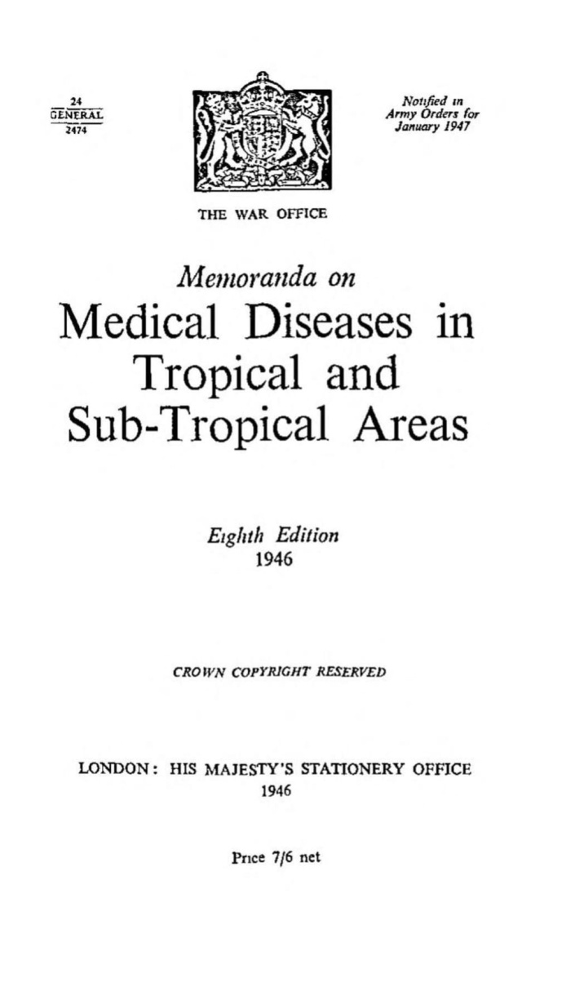 24
GENERAL
2474
Notified in
Army Orders for
January 1947
THE WAR OFFICE
Memoranda on
Medical Diseases in
Tropical and
Sub-Tropical Areas
Eighth Edition
1946
CROWN COPYRIGHT RESERVED
LONDON: HIS MAJESTY'S STATIONERY OFFICE
1946
Price 7/6 net